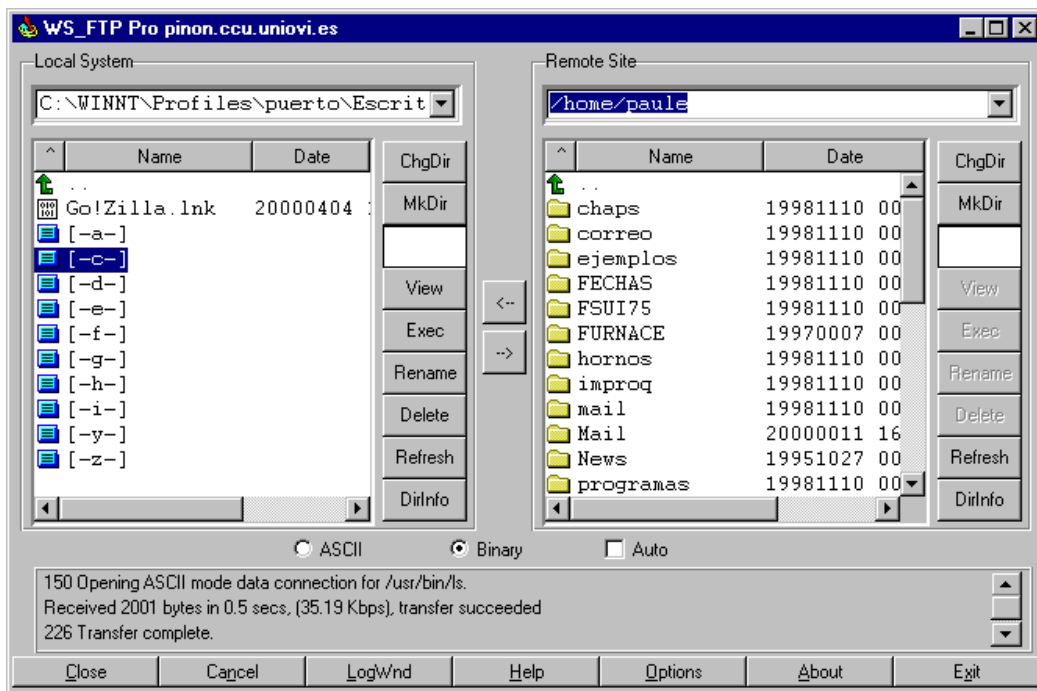 WS_FTP Pro pinon.ccu.uniovi.es
Local System
C:\WINNT\Profiles\puerto\Escrit
^ Name Date
..
Go!Zilla.lnk 20000404
[-a-]
[-c-]
[-d-]
[-e-]
[-f-]
[-g-]
[-h-]
[-i-]
[-y-]
[-z-]
ChgDir
MkDir
View
Exec
Rename
Delete
Refresh
DirInfo
<--
-->
Remote Site
/home/paule
^ Name Date
..
chaps 19981110 00
correo 19981110 00
ejemplos 19981110 00
FECHAS 19981110 00
FSUI75 19981110 00
FURNACE 19970007 00
hornos 19981110 00
improq 19981110 00
mail 19981110 00
Mail 20000011 16
News 19951027 00
programas 19981110 00
ChgDir
MkDir
View
Exec
Rename
Delete
Refresh
DirInfo
ASCII Binary Auto
150 Opening ASCII mode data connection for /usr/bin/ls.
Received 2001 bytes in 0.5 secs, (35.19 Kbps), transfer succeeded
226 Transfer complete.
Close Cancel LogWnd Help Options About Exit